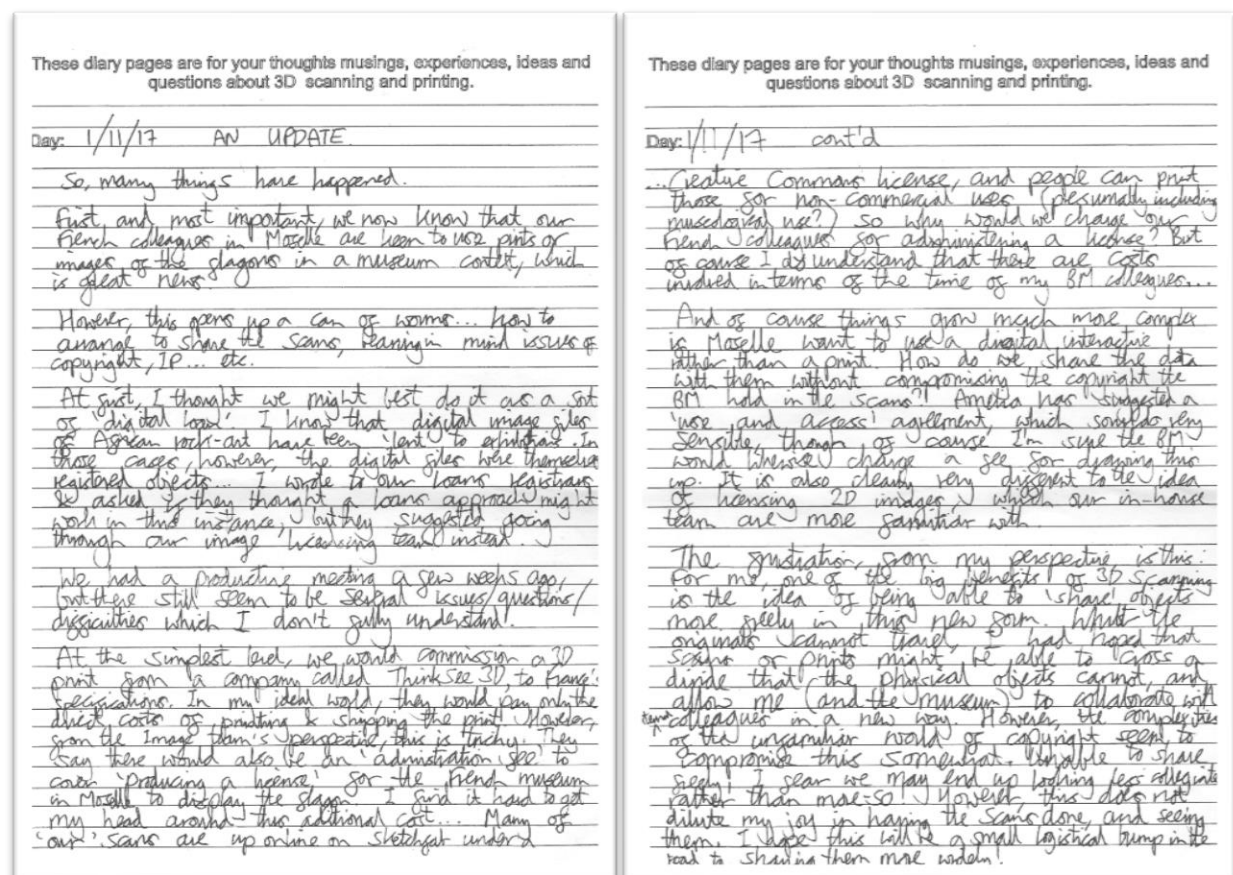 These diary pages are for your thoughts musings, experiences, ideas and
questions about 3D scanning and printing.
Day: 1/11/17 AN UPDATE
So, many things have happened.
First, and most important, we now know that our
French colleagues in Moselle are keen to use prints or
images of the flagons in a museum context, which
is great news!
However, this opens up a can of worms... how to
arrange to share the scans, bearing in mind issues of
copyright, IP... etc.
At first, I thought we might best do it as a sort
of 'digital loan'. I know that digital image files
of African rock-art have been 'lent' to exhibitions. In
those cases, however, the digital files were themselves
registered objects... I wrote to our loans registrars
& asked if they thought a loans approach might
work in this instance, but they suggested going
through our image licensing team instead.
We had a productive meeting a few weeks ago,
but there still seem to be several issues/questions/
difficulties which I don't fully understand!
At the simplest level, we would commission a 3D
print from a company called ThinkSee3D, to France's
specifications. In my ideal world, they would pay only the
direct costs of printing & shipping the print! However,
from the Image team's perspective, this is tricky. They
say there would also be an 'administration fee' to
cover 'producing a license' for the French museum
in Moselle to display the flagon. I find it hard to get
my head around this additional cost... Many of
'our' scans are up online on Sketchfab under a
These diary pages are for your thoughts musings, experiences, ideas and
questions about 3D scanning and printing.
Day: 1/11/17 cont'd
...Creative Commons license, and people can print
those for non-commercial uses (presumably including
museological use?) So why would we charge our
French colleagues for administering a license? But
of course I do understand that there are costs
involved in terms of the time of my BM colleagues...
And of course things grow much more complex
if Moselle want to use a digital interactive
rather than a print. How do we share the data
with them without compromising the copyright the
BM hold in the scans?! Amelia has suggested a
'use and access' agreement, which sounds very
sensible, though of course I'm sure the BM
would likewise charge a fee for drawing this
up. It is also clearly very different to the idea
of licensing 2D images which our in-house
team are more familiar with.
The frustration, from my perspective, is this:
For me, one of the big benefits of 3D scanning
is the idea of being able to 'share' objects
more freely in this new form. Whilst the
originals cannot travel, I had hoped that
scans or prints might be able to cross a
divide that the physical objects cannot, and
allow me (and the museum) to collaborate with
colleagues in a new way. However, the complexities
of the unfamiliar world of copyright seem to
compromise this somewhat. Unable to share
freely, I fear we may end up looking less collegiate
rather than more-so! However, this does not
dilute my joy in having the scans done, and seeing
them. I hope this will be a small logistical bump in the
road to sharing them more widely!